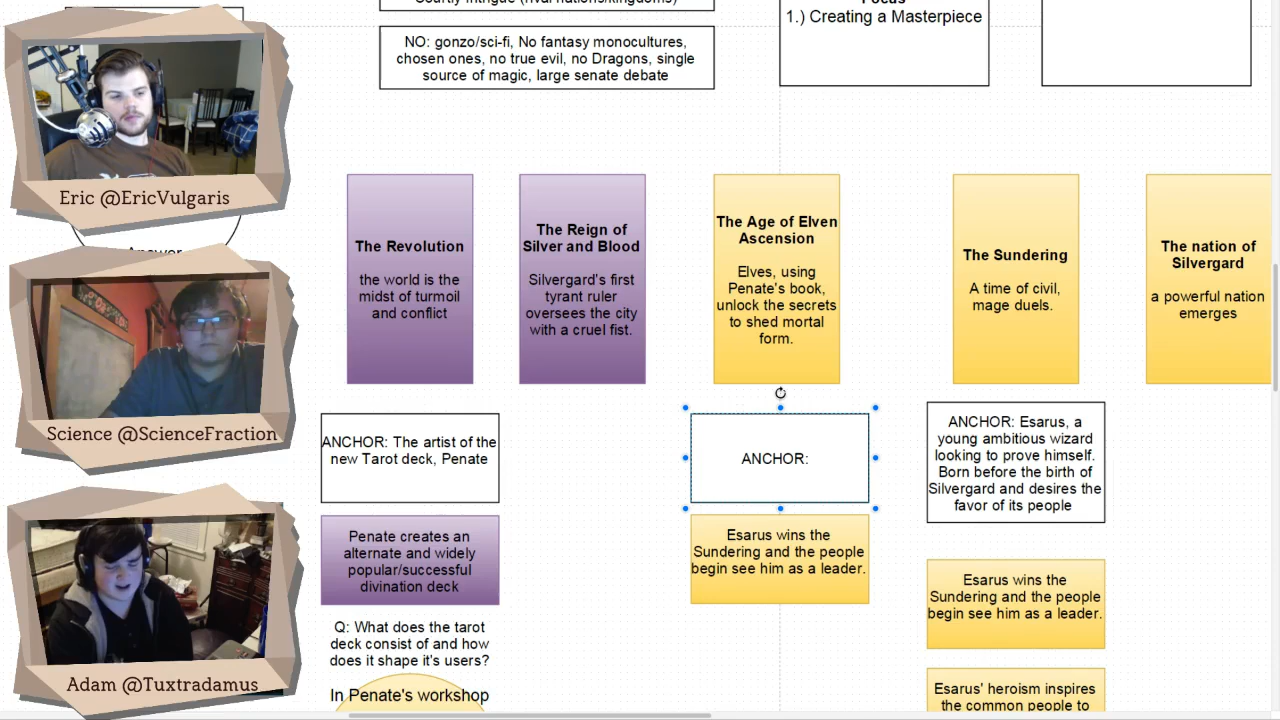 Courtly Intrigue (rival nations/kingdoms)
NO: gonzo/sci-fi, No fantasy monocultures,
chosen ones, no true evil, no Dragons, single
source of magic, large senate debate
Focus
1.) Creating a Masterpiece
Eric @EricVulgaris
Answer
Science @ScienceFraction
Adam @Tuxtradamus
The Revolution
the world is the
midst of turmoil
and conflict
The Reign of
Silver and Blood
Silvergard's first
tyrant ruler
oversees the city
with a cruel fist.
The Age of Elven
Ascension
Elves, using
Penate's book,
unlock the secrets
to shed mortal
form.
The Sundering
A time of civil,
mage duels.
The nation of
Silvergard
a powerful nation
emerges
ANCHOR: The artist of the
new Tarot deck, Penate
Penate creates an
alternate and widely
popular/successful
divination deck
Q: What does the tarot
deck consist of and how
does it shape it's users?
In Penate's workshop
ANCHOR:
Esarus wins the
Sundering and the people
begin see him as a leader.
ANCHOR: Esarus, a
young ambitious wizard
looking to prove himself.
Born before the birth of
Silvergard and desires the
favor of its people
Esarus wins the
Sundering and the people
begin see him as a leader.
Esarus' heroism inspires
the common people to